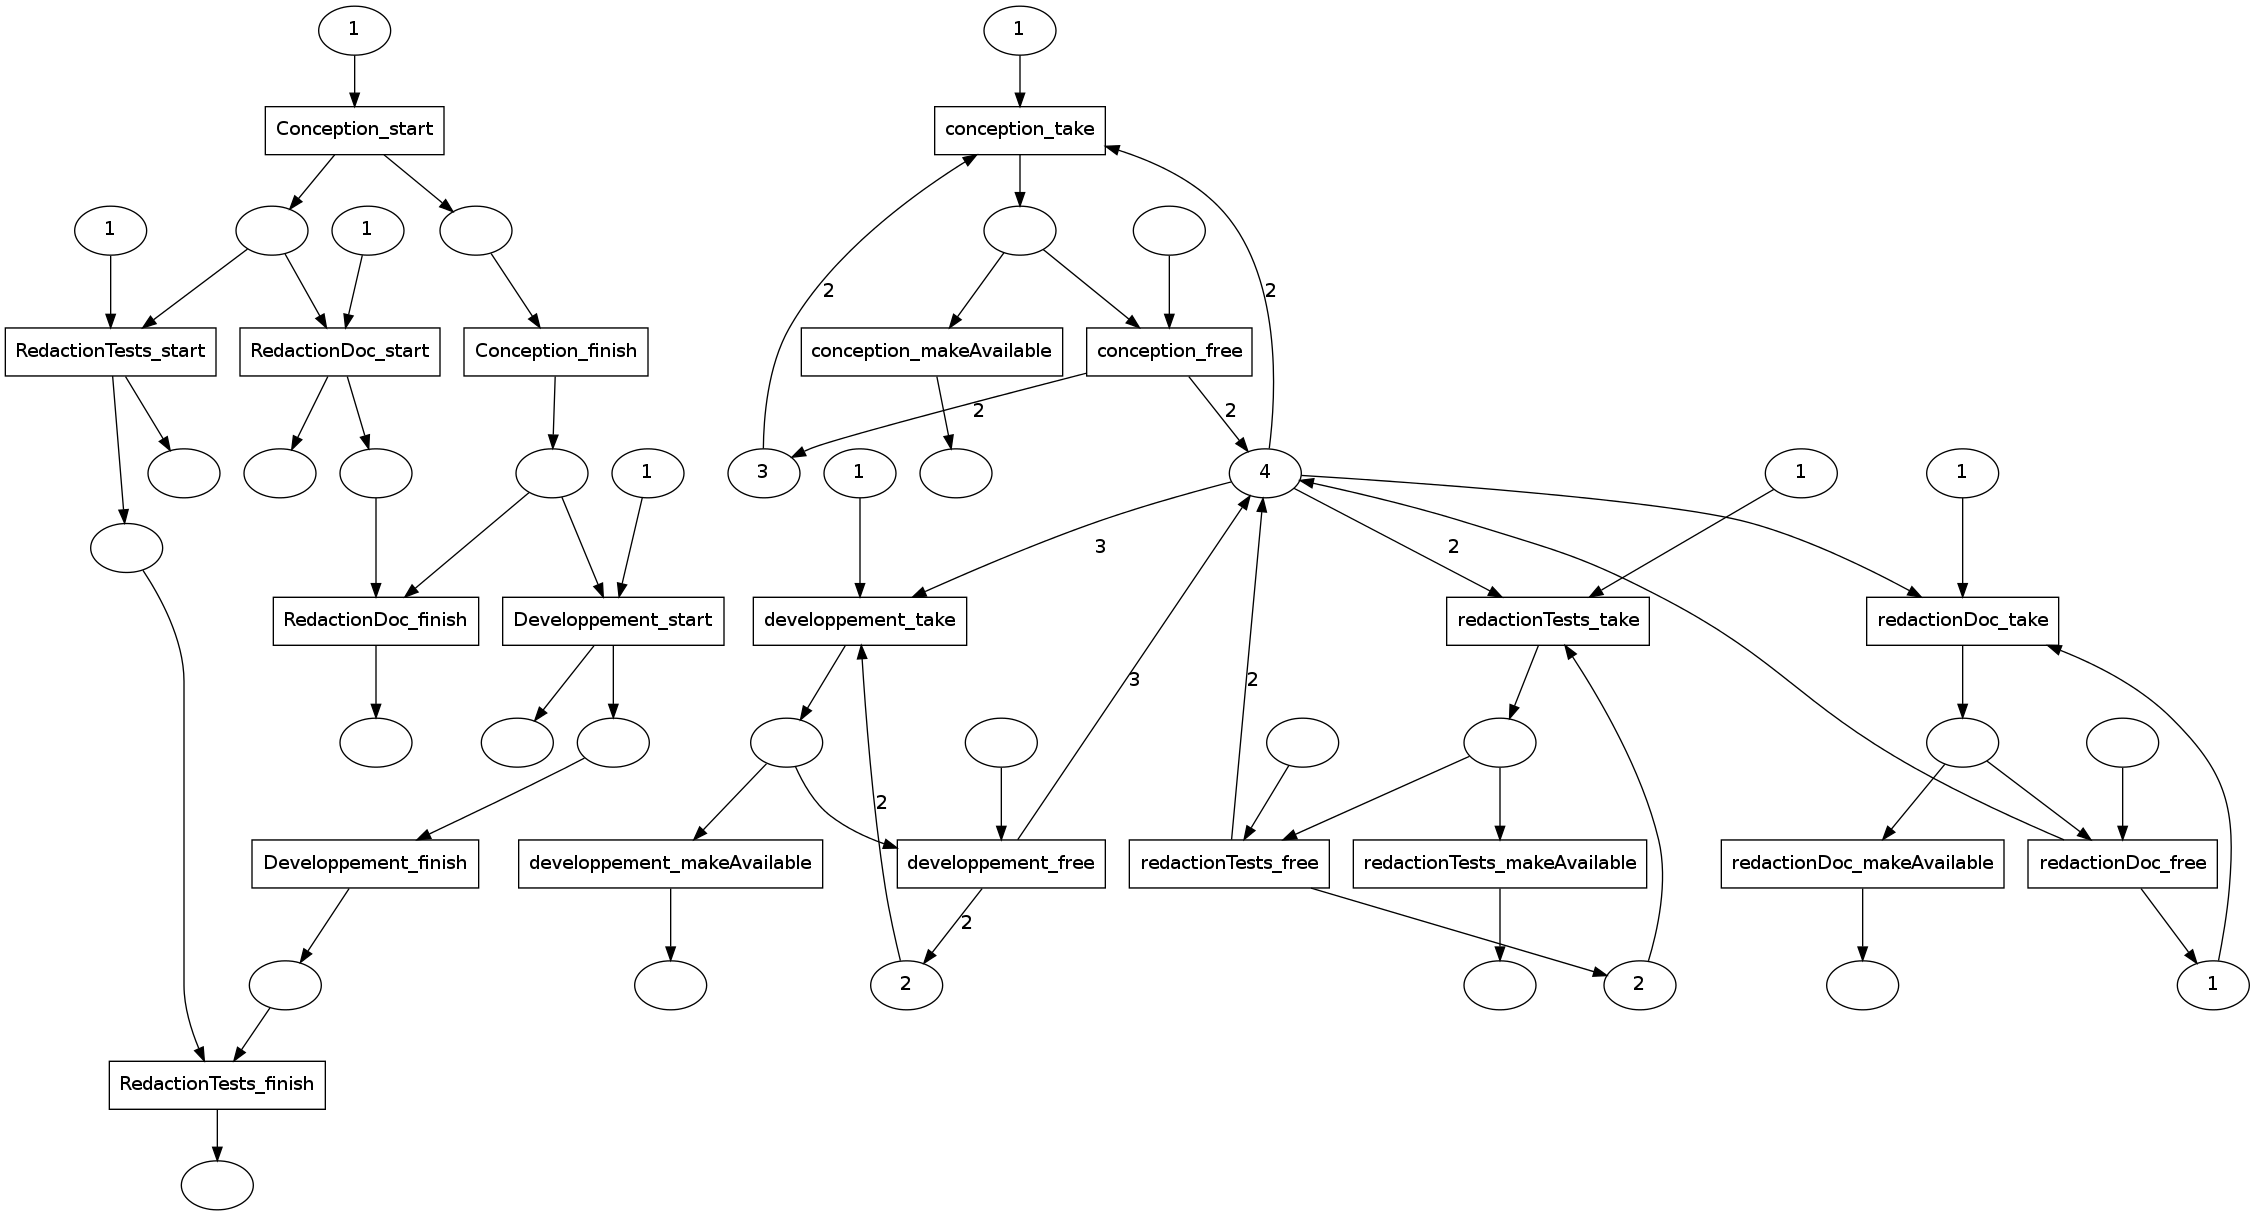 1
1
Conception_start
conception_take
1
1
2
2
RedactionTests_start
RedactionDoc_start
Conception_finish
conception_makeAvailable
conception_free
2
2
1
3
1
4
1
1
3
2
RedactionDoc_finish
Developpement_start
developpement_take
redactionTests_take
redactionDoc_take
3
2
2
Developpement_finish
developpement_makeAvailable
developpement_free
redactionTests_free
redactionTests_makeAvailable
redactionDoc_makeAvailable
redactionDoc_free
2
2
2
1
RedactionTests_finish